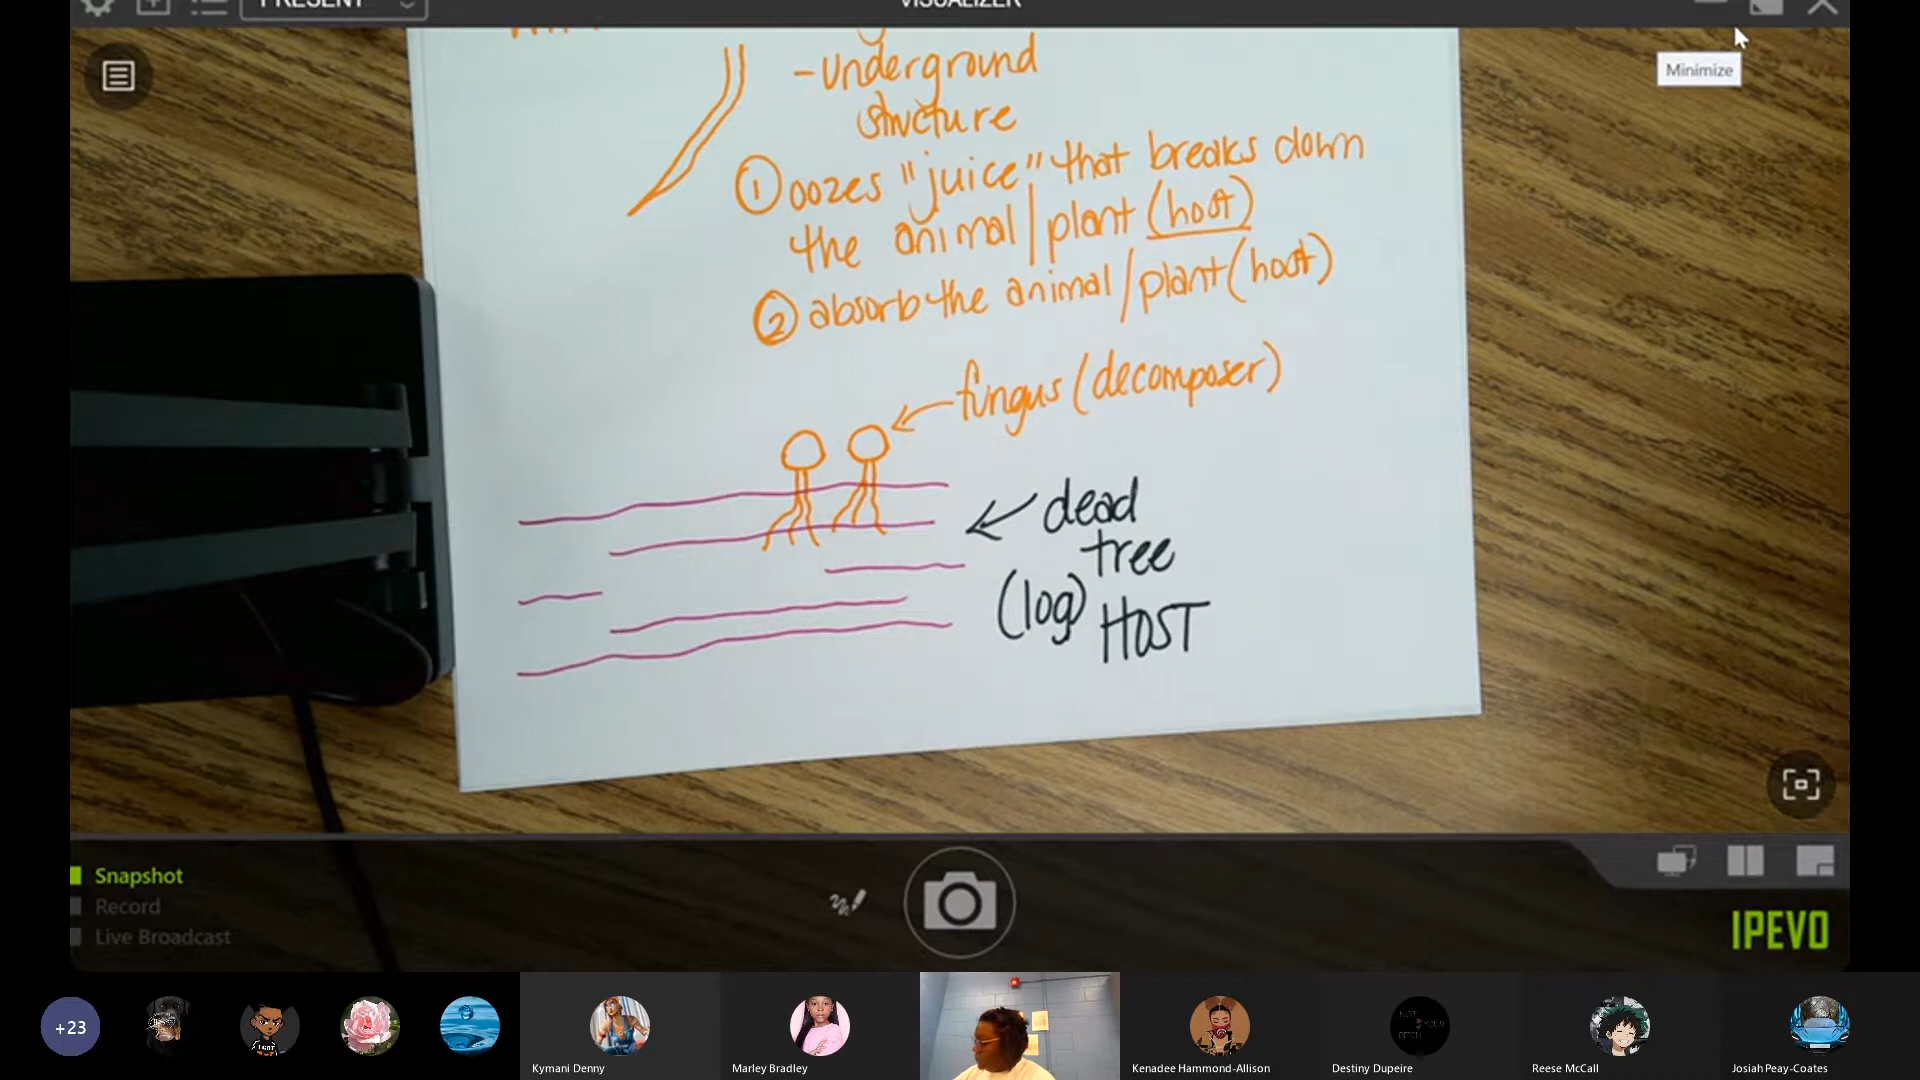 PRESENT
VISUALIZER
Minimize
-underground
structure
① oozes "juice" that breaks down
the animal/plant (host)
② absorb the animal/plant (host)
fungus (decomposer)
dead
tree
(log) HOST
Snapshot
Record
Live Broadcast
IPEVO
+23
Kymani Denny
Marley Bradley
Kenadee Hammond-Allison
Destiny Dupeire
Reese McCall
Josiah Peay-Coates